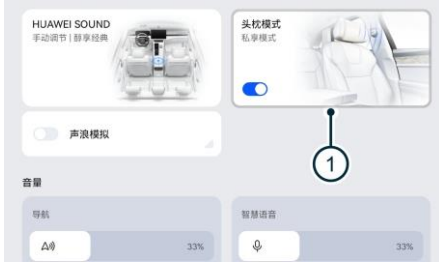 HUAWEI SOUND
手动调节 | 醇享经典
头枕模式
私享模式
声浪模拟
1
音量
导航
智慧语音
33%
33%